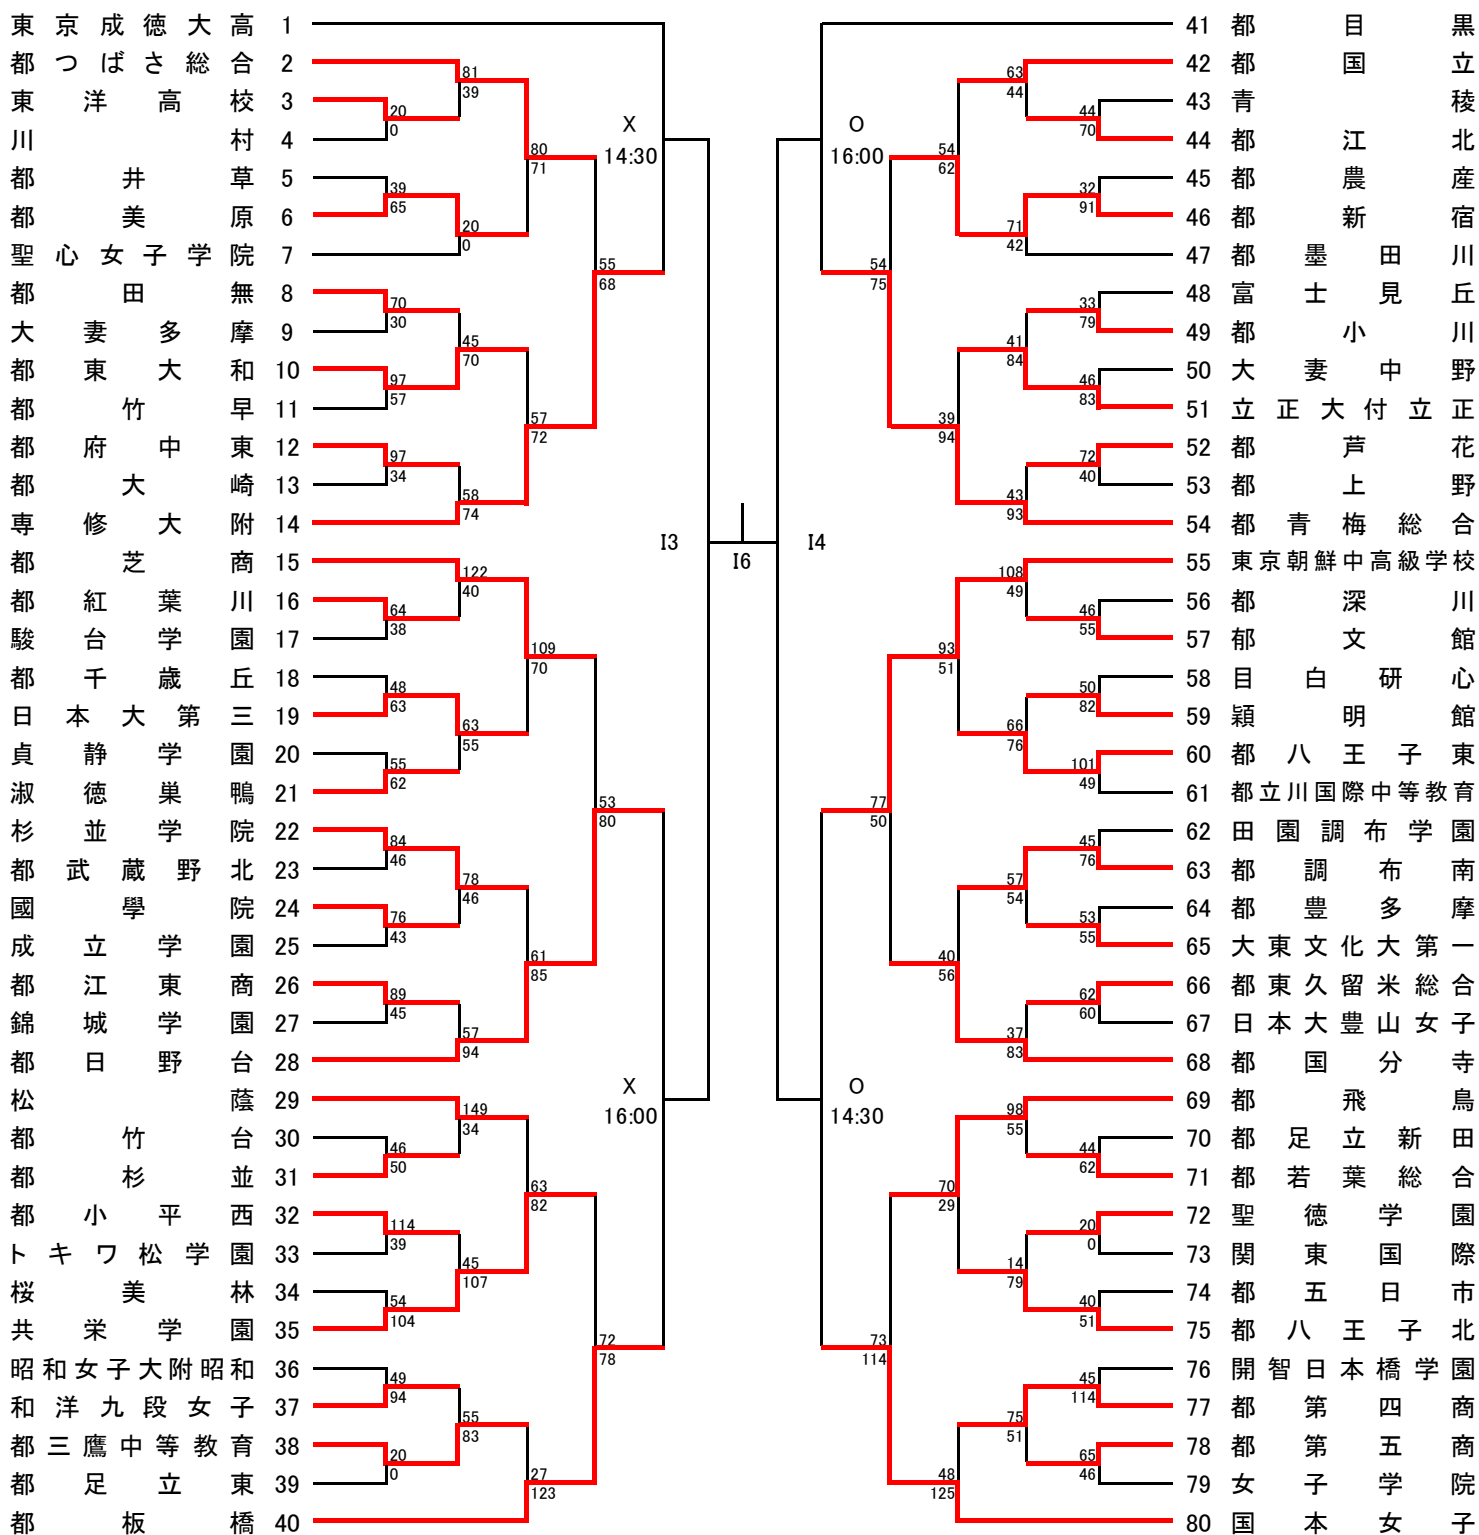 東京成徳大高 1
都つばさ総合 2
東洋高校 3
川村 4
都井草 5
都美原 6
聖心女子学院 7
都田無 8
大妻多摩 9
都東大和 10
都竹早 11
都府中東 12
都大崎 13
専修大附 14
都芝商 15
都紅葉川 16
駿台学園 17
都千歳丘 18
日本大第三 19
貞静学園 20
淑徳巣鴨 21
杉並学院 22
都武蔵野北 23
國學院 24
成立学園 25
都江東商 26
錦城学園 27
都日野台 28
松蔭 29
都竹台 30
都杉並 31
都小平西 32
トキワ松学園 33
桜美林 34
共栄学園 35
昭和女子大附昭和 36
和洋九段女子 37
都三鷹中等教育 38
都足立東 39
都板橋 40
20
0
39
65
70
30
97
57
97
34
64
38
48
63
55
62
84
46
76
43
89
45
46
50
114
39
54
104
49
94
20
0
81
39
20
0
45
70
58
74
122
40
63
55
78
46
57
94
149
34
45
107
55
83
80
71
57
72
109
70
61
85
63
82
27
123
55
68
53
80
72
78
X
14:30
X
16:00
I3
I6
I4
O
16:00
O
14:30
54
75
77
50
73
114
54
62
39
94
93
51
40
56
70
29
48
125
63
44
71
42
41
84
43
93
108
49
66
76
57
54
37
83
98
55
14
79
75
51
44
70
32
91
33
79
46
83
72
40
46
55
50
82
101
49
45
76
53
55
62
60
44
62
20
0
40
51
45
114
65
46
41 都目黒
42 都国立
43 青稜
44 都江北
45 都農産
46 都新宿
47 都墨田川
48 富士見丘
49 都小川
50 大妻中野
51 立正大付立正
52 都芦花
53 都上野
54 都青梅総合
55 東京朝鮮中高級学校
56 都深川
57 郁文館
58 目白研心
59 穎明館
60 都八王子東
61 都立川国際中等教育
62 田園調布学園
63 都調布南
64 都豊多摩
65 大東文化大第一
66 都東久留米総合
67 日本大豊山女子
68 都国分寺
69 都飛鳥
70 都足立新田
71 都若葉総合
72 聖徳学園
73 関東国際
74 都五日市
75 都八王子北
76 開智日本橋学園
77 都第四商
78 都第五商
79 女子学院
80 国本女子